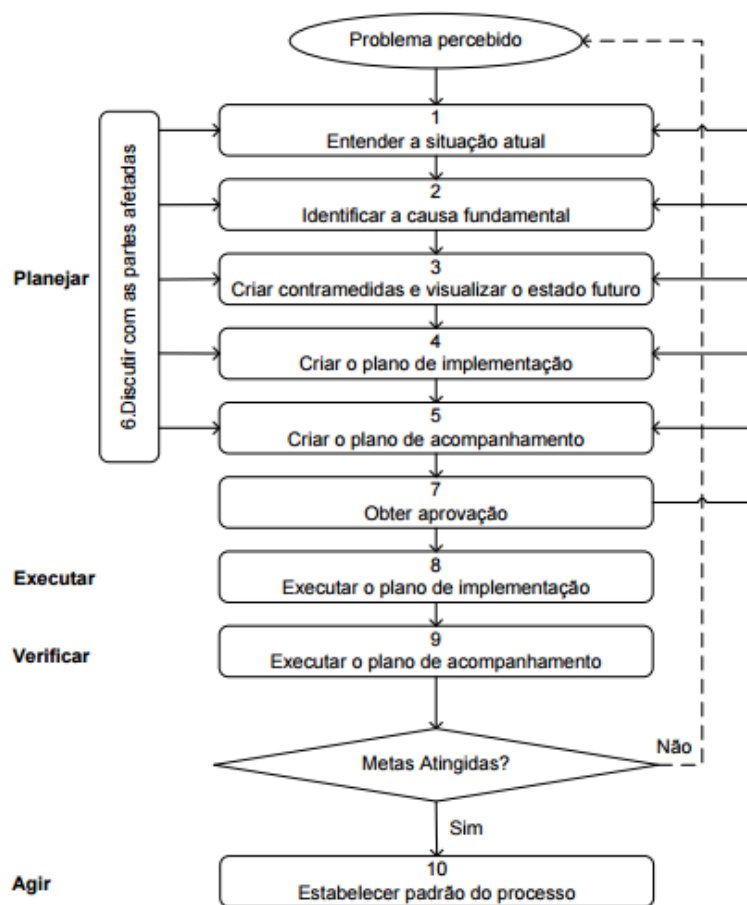 Problema percebido
1
Entender a situação atual
2
Identificar a causa fundamental
Planejar
6.Discutir com as partes afetadas
3
Criar contramedidas e visualizar o estado futuro
4
Criar o plano de implementação
5
Criar o plano de acompanhamento
7
Obter aprovação
Executar
8
Executar o plano de implementação
Verificar
9
Executar o plano de acompanhamento
Metas Atingidas?
Não
Sim
Agir
10
Estabelecer padrão do processo